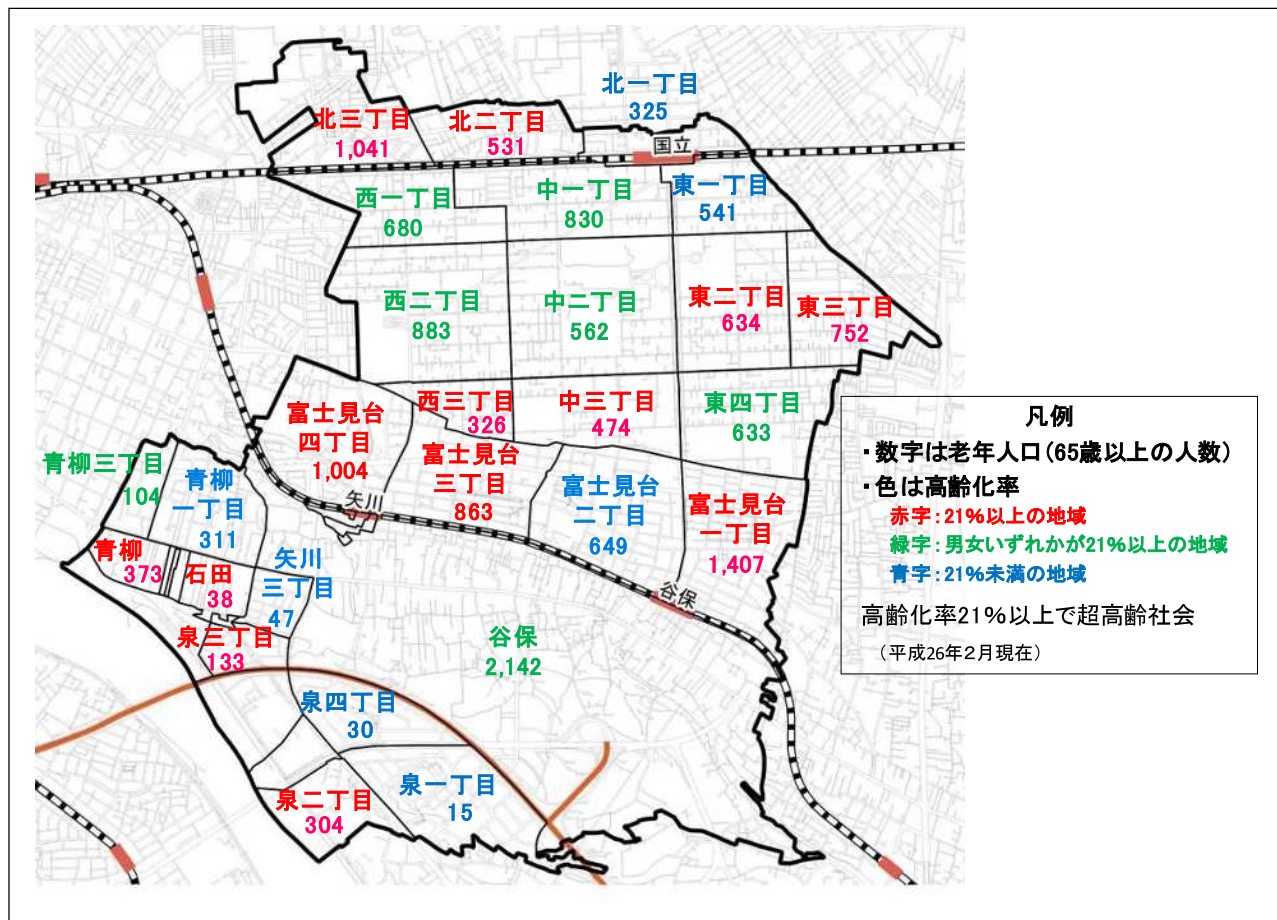 北一丁目
325
北三丁目
1,041
北二丁目
531
国立
西一丁目
680
中一丁目
830
東一丁目
541
西二丁目
883
中二丁目
562
東二丁目
634
東三丁目
752
富士見台
四丁目
1,004
西三丁目
326
中三丁目
474
東四丁目
633
富士見台
三丁目
863
富士見台
二丁目
649
富士見台
一丁目
1,407
青柳三丁目
104
青柳
一丁目
311
矢川
青柳
373
石田
38
矢川
三丁目
47
谷保
泉三丁目
133
谷保
2,142
泉四丁目
30
泉一丁目
15
泉二丁目
304
凡例
・数字は老年人口(65歳以上の人数)
・色は高齢化率
赤字:21%以上の地域
緑字:男女いずれかが21%以上の地域
青字:21%未満の地域
高齢化率21%以上で超高齢社会
(平成26年2月現在)